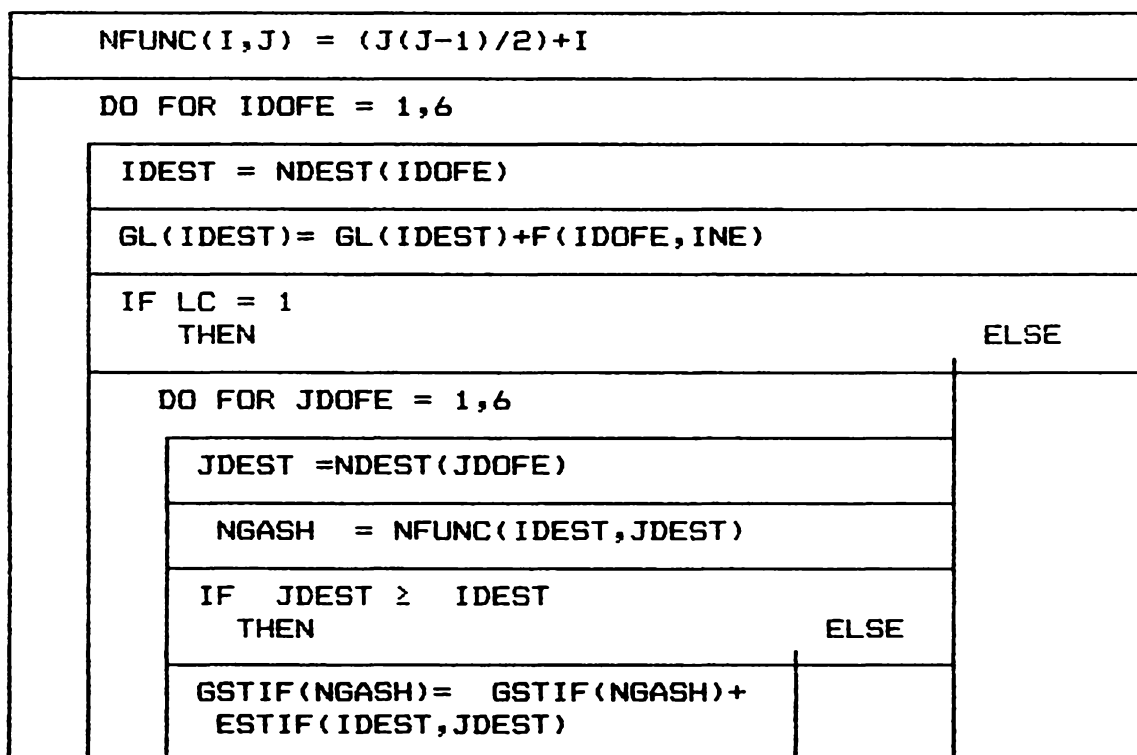 NFUNC(I,J) = (J(J-1)/2)+I
DO FOR IDOFE = 1,6
IDEST = NDEST(IDOFE)
GL(IDEST)= GL(IDEST)+F(IDOFE,INE)
IF LC = 1
THEN ELSE
DO FOR JDOFE = 1,6
JDEST =NDEST(JDOFE)
NGASH = NFUNC(IDEST,JDEST)
IF JDEST ≥ IDEST
THEN ELSE
GSTIF(NGASH)= GSTIF(NGASH)+
ESTIF(IDEST,JDEST)